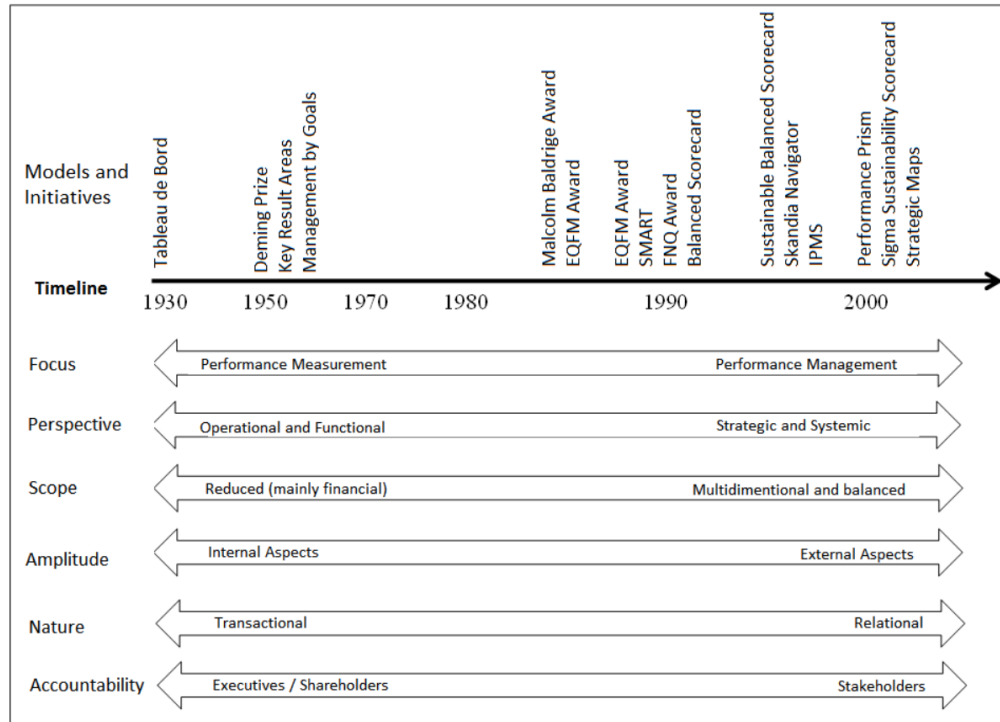 Models and
Initiatives
Tableau de Bord
Deming Prize
Key Result Areas
Management by Goals
Malcolm Baldrige Award
EQFM Award
EQFM Award
SMART
FNQ Award
Balanced Scorecard
Sustainable Balanced Scorecard
Skandia Navigator
IPMS
Performance Prism
Sigma Sustainability Scorecard
Strategic Maps
Timeline
1930 1950 1970 1980 1990 2000
Focus Performance Measurement Performance Management
Perspective Operational and Functional Strategic and Systemic
Scope Reduced (mainly financial) Multidimentional and balanced
Amplitude Internal Aspects External Aspects
Nature Transactional Relational
Accountability Executives / Shareholders Stakeholders